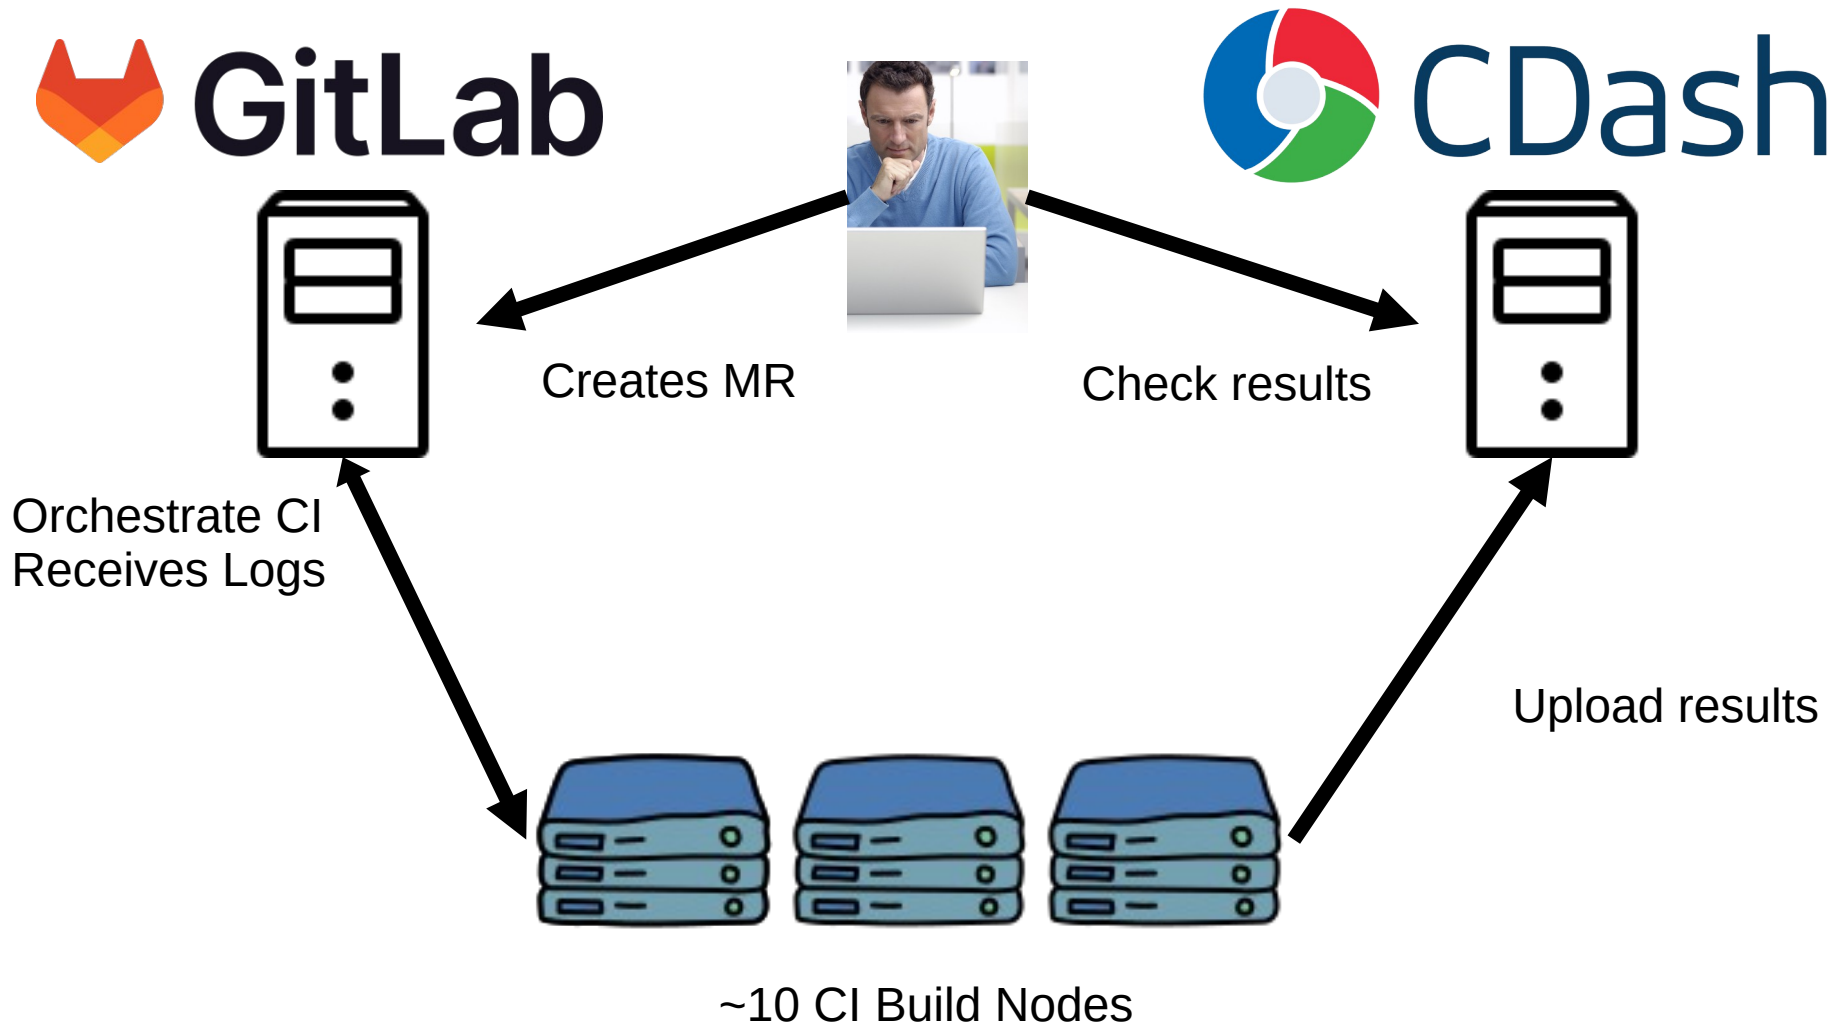 GitLab
CDash
Creates MR
Check results
Orchestrate CI
Receives Logs
Upload results
~10 CI Build Nodes